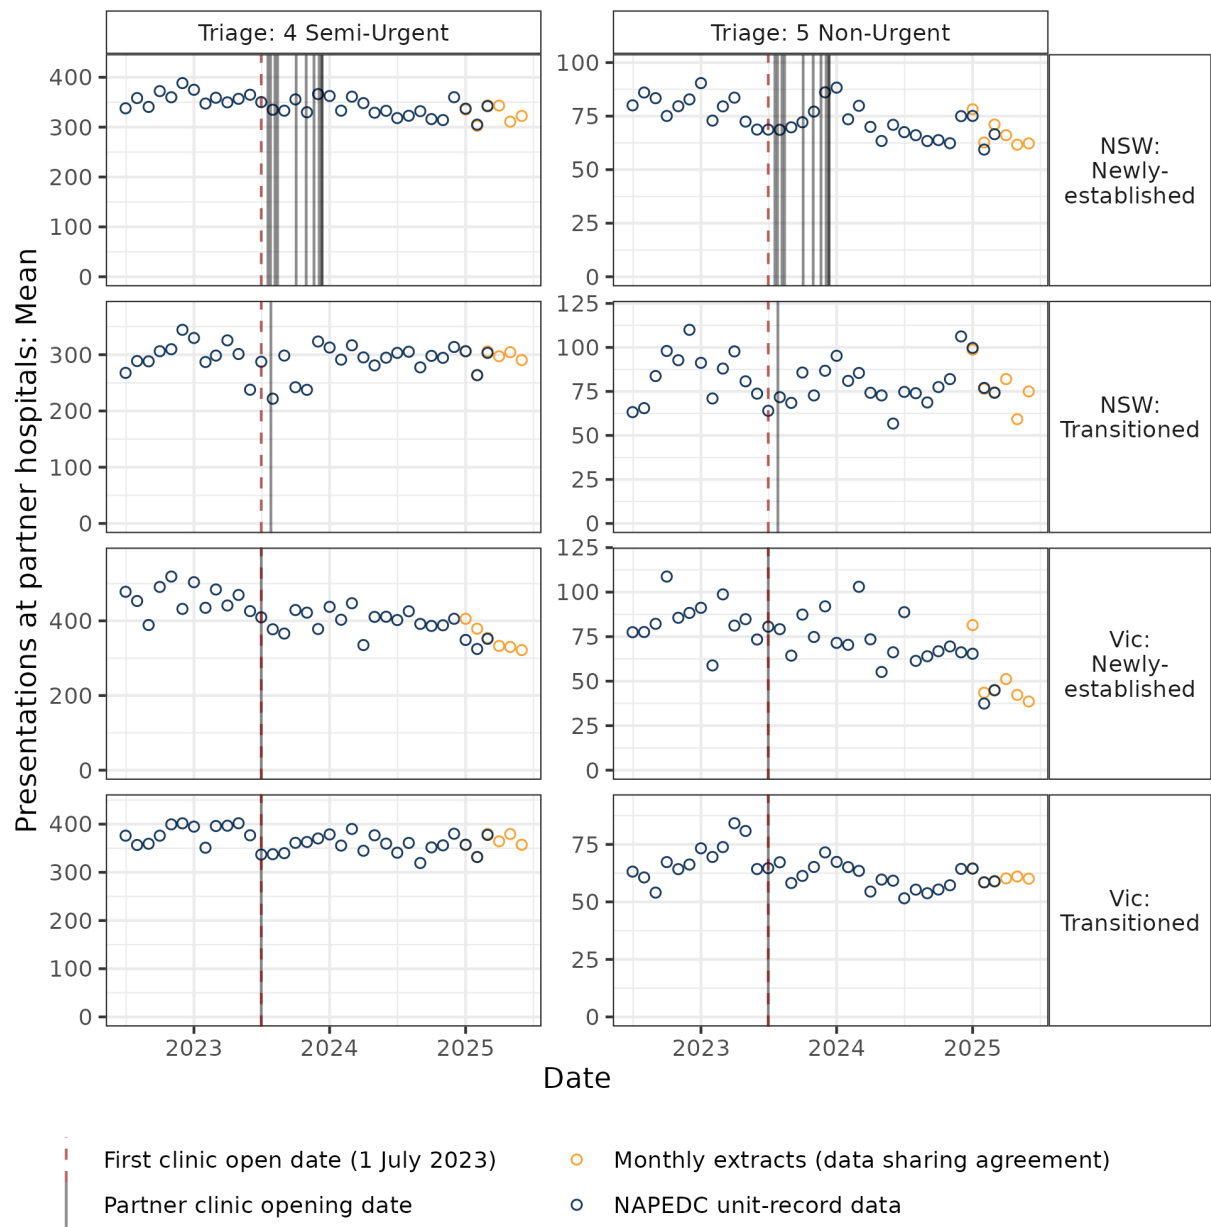 Triage: 4 Semi-Urgent
Triage: 5 Non-Urgent
Presentations at partner hospitals: Mean
400
300
200
100
0
100
75
50
25
0
NSW:
Newly-
established
300
200
100
0
125
100
75
50
25
0
NSW:
Transitioned
400
200
0
125
100
75
50
25
0
Vic:
Newly-
established
400
300
200
100
0
75
50
25
0
Vic:
Transitioned
2023 2024 2025
2023 2024 2025
Date
First clinic open date (1 July 2023)
Partner clinic opening date
Monthly extracts (data sharing agreement)
NAPEDC unit-record data